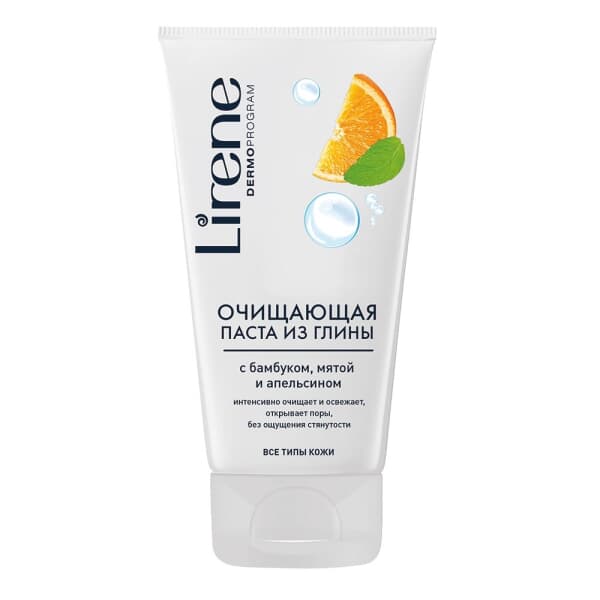 Lirene
DERMOPROGRAM
ОЧИЩАЮЩАЯ
ПАСТА ИЗ ГЛИНЫ
с бамбуком, мятой
и апельсином
интенсивно очищает и освежает,
открывает поры,
без ощущения стянутости
ВСЕ ТИПЫ КОЖИ